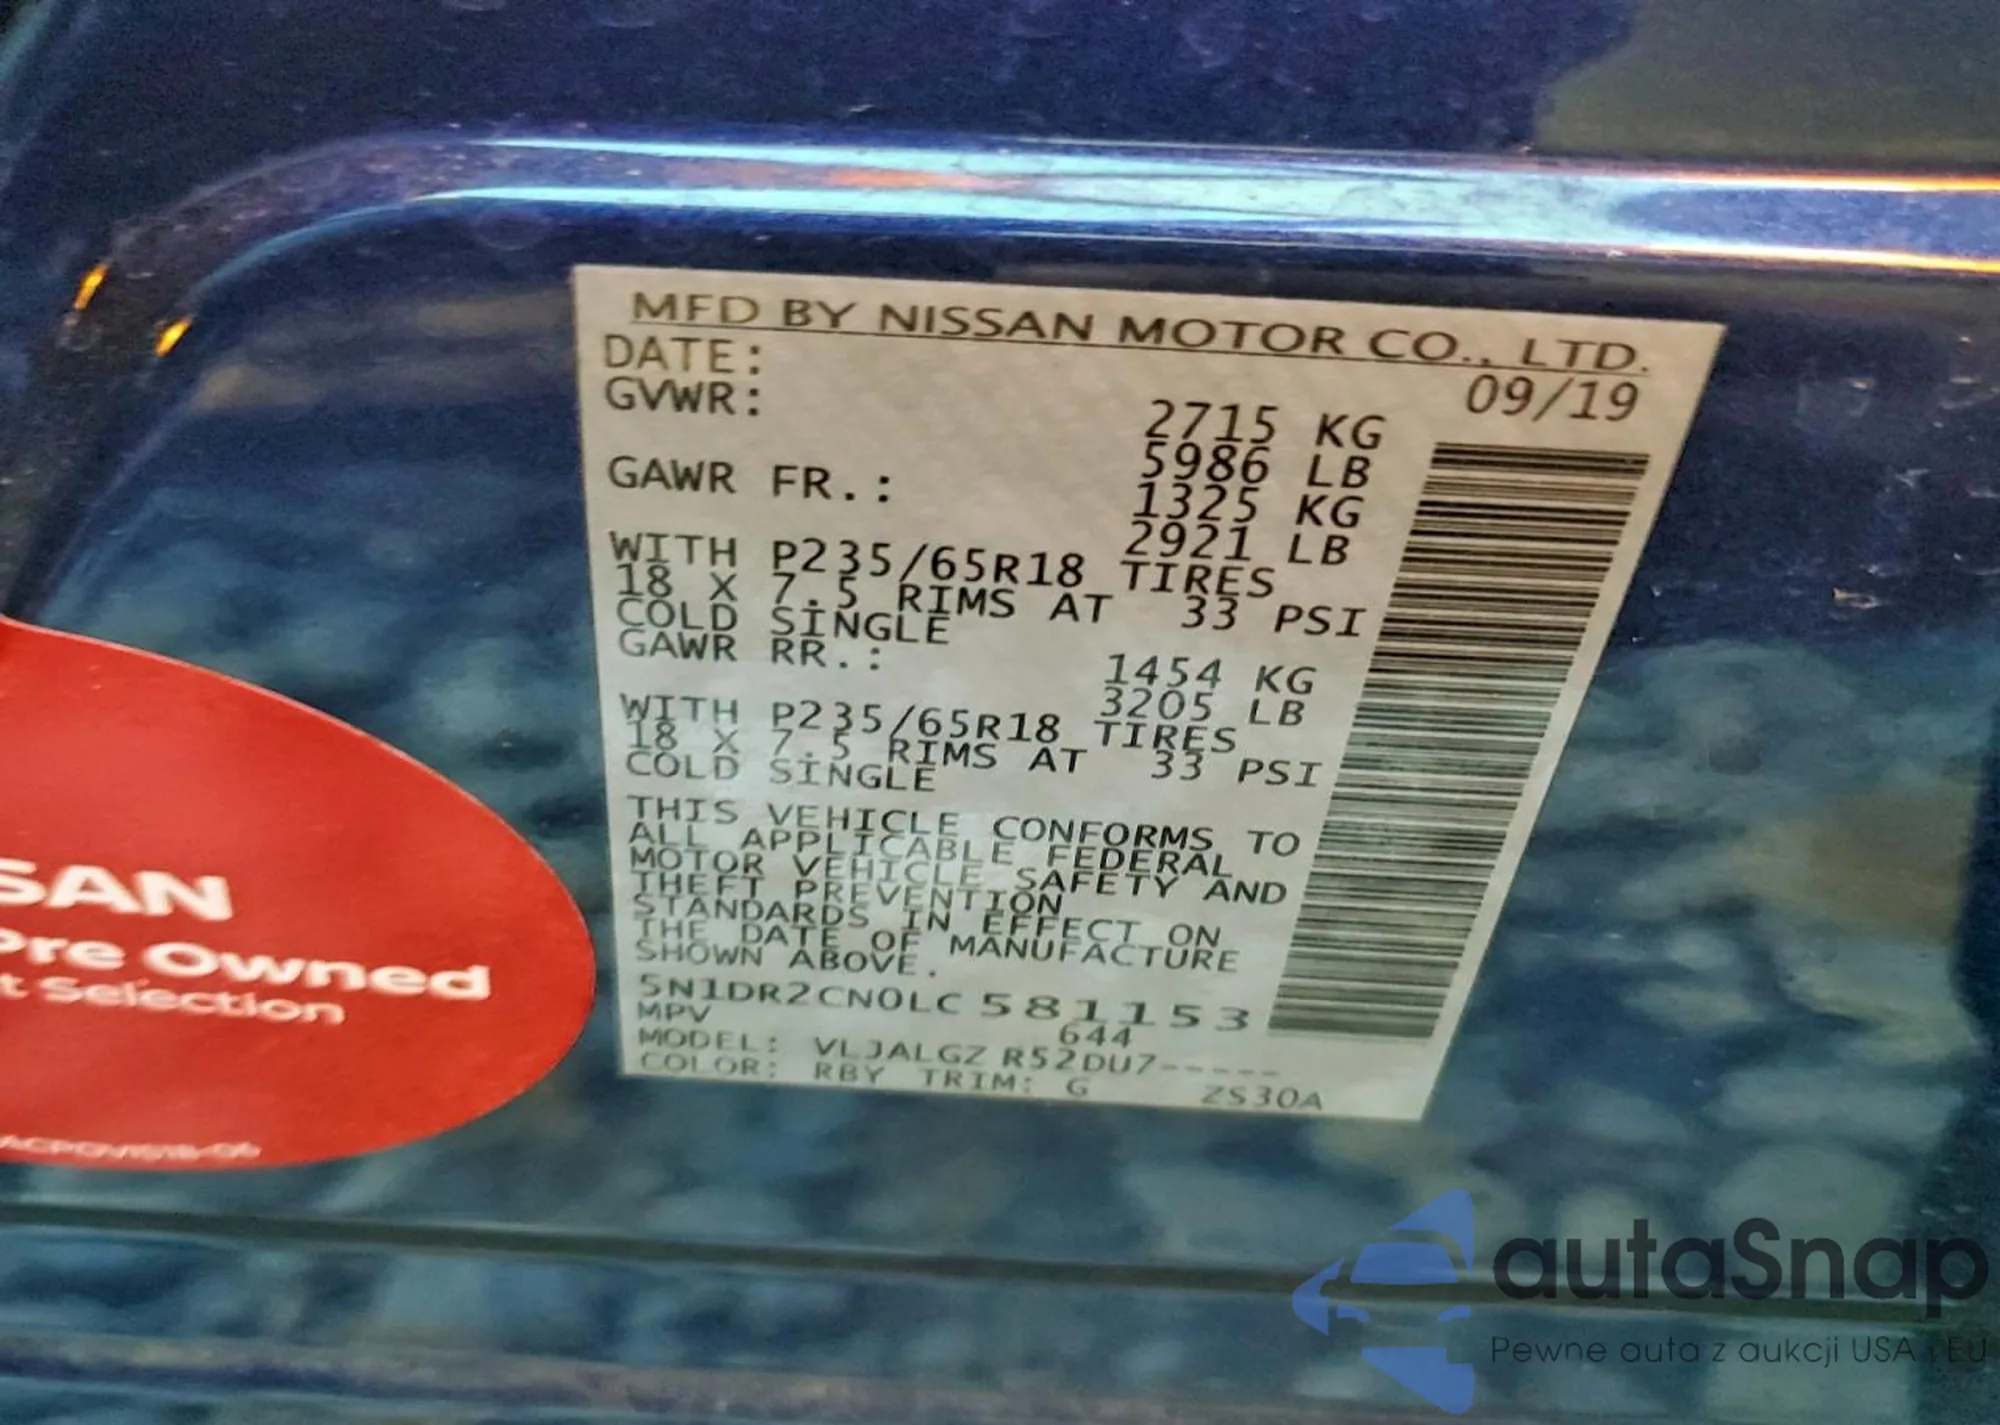 MFD BY NISSAN MOTOR CO., LTD.
DATE: 09/19
GVWR: 2715 KG
5986 LB
GAWR FR.: 1325 KG
2921 LB
WITH P235/65R18 TIRES
18 X 7.5 RIMS AT 33 PSI
COLD SINGLE
GAWR RR.: 1454 KG
3205 LB
WITH P235/65R18 TIRES
18 X 7.5 RIMS AT 33 PSI
COLD SINGLE
THIS VEHICLE CONFORMS TO
ALL APPLICABLE FEDERAL
MOTOR VEHICLE SAFETY AND
THEFT PREVENTION
STANDARDS IN EFFECT ON
THE DATE OF MANUFACTURE
SHOWN ABOVE.
5N1DR2CN0LC 581153
MPV 644
MODEL: VLJALGZ R52DU7-----
COLOR: RBY TRIM: G ZS30A
SAN
Owned
Selection
autaSnap
Pewne auta z aukcji USA i EU